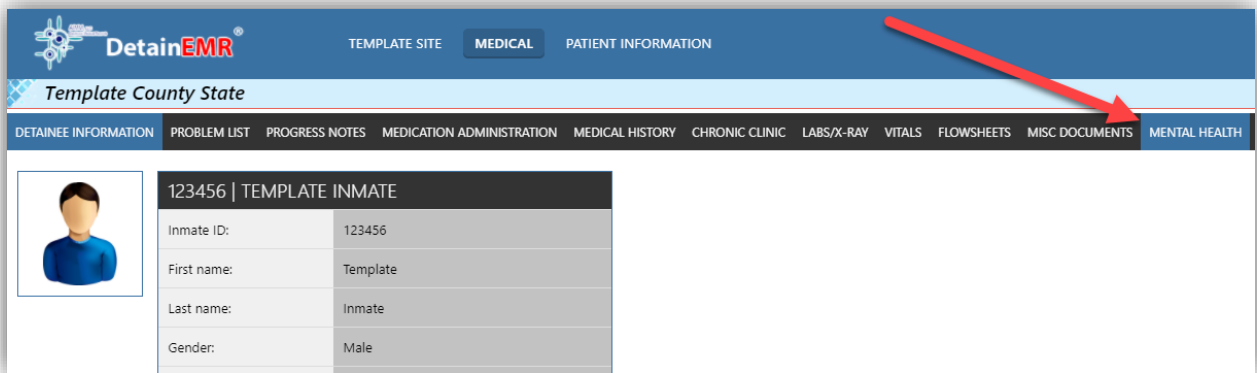 DetainEMR®
TEMPLATE SITE MEDICAL PATIENT INFORMATION
Template County State
DETAINEE INFORMATION PROBLEM LIST PROGRESS NOTES MEDICATION ADMINISTRATION MEDICAL HISTORY CHRONIC CLINIC LABS/X-RAY VITALS FLOWSHEETS MISC DOCUMENTS MENTAL HEALTH
123456 | TEMPLATE INMATE
Inmate ID: 123456
First name: Template
Last name: Inmate
Gender: Male